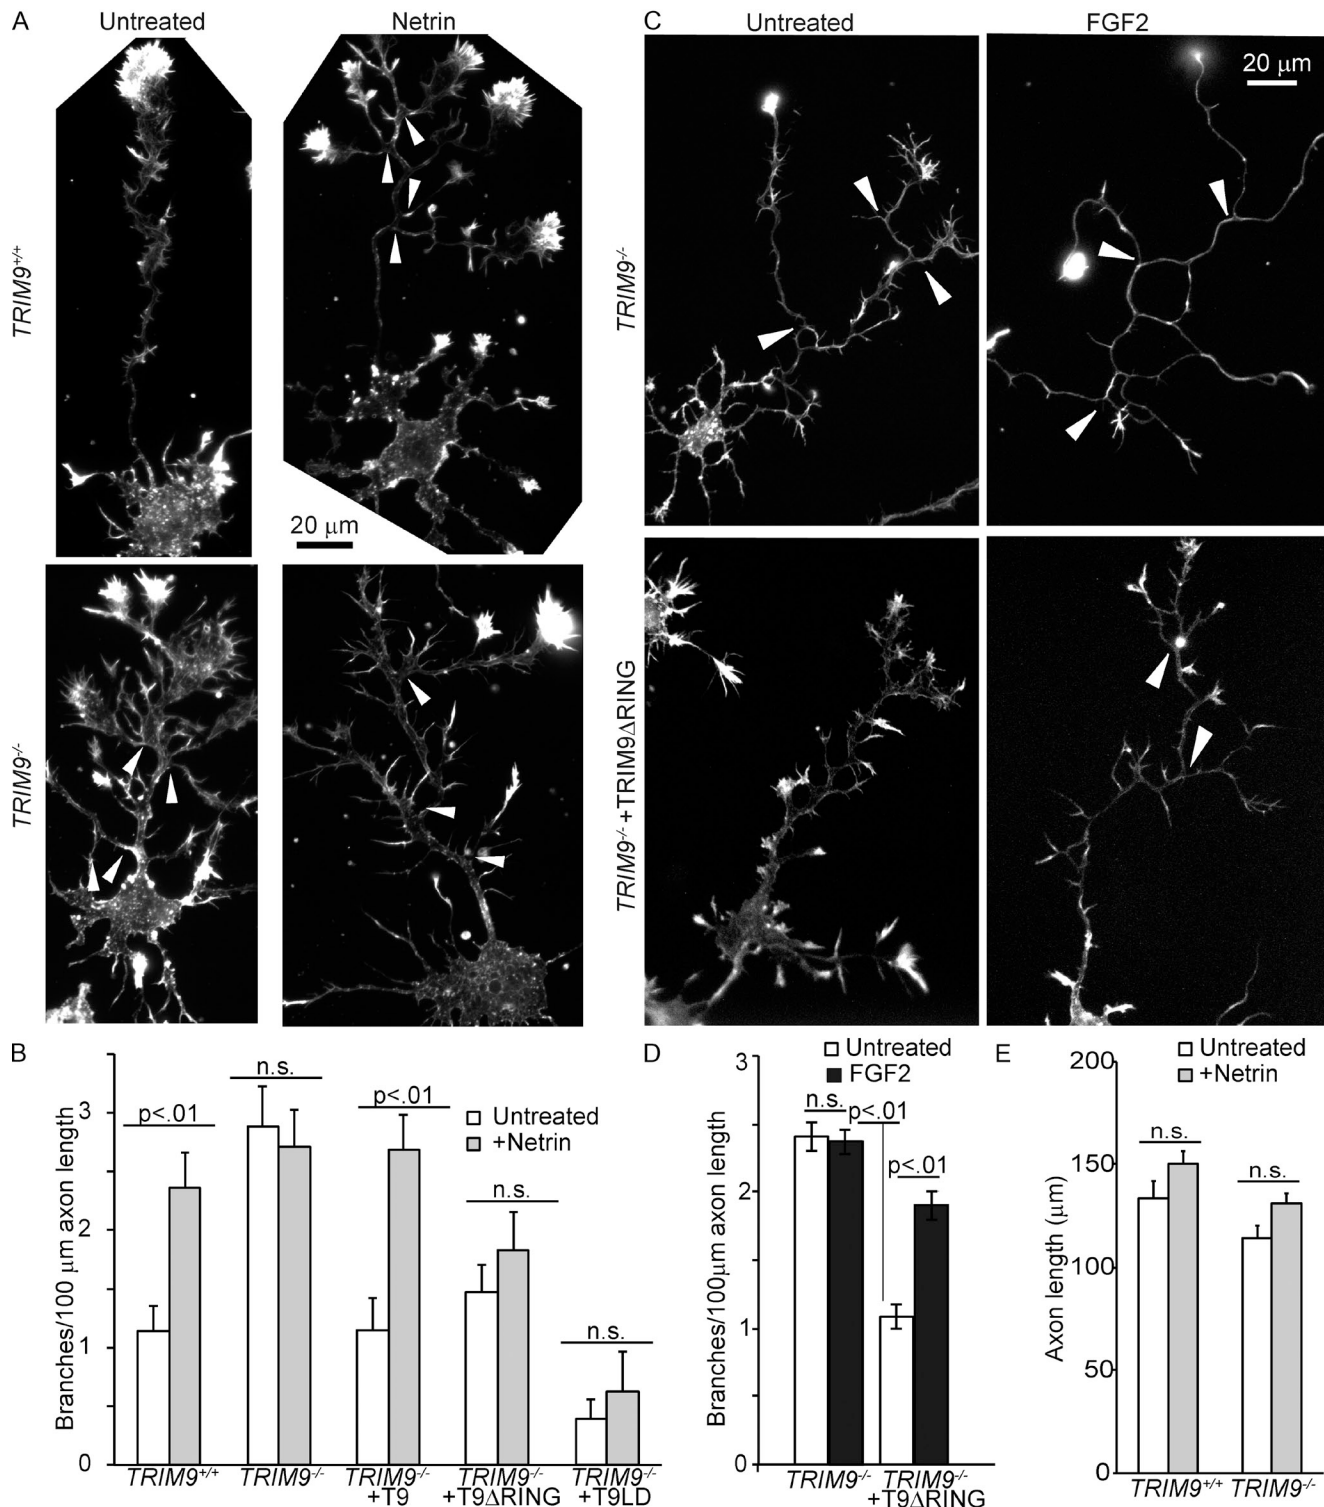 A
Untreated
Netrin
TRIM9+/+
20 μm
TRIM9-/-
C
Untreated
FGF2
20 μm
TRIM9-/-
TRIM9-/-+TRIM9ΔRING
B
Branches/100 μm axon length
3
2
1
0
p<.01
n.s.
p<.01
n.s.
n.s.
Untreated
+Netrin
TRIM9+/+
TRIM9-/-
TRIM9-/-
+T9
TRIM9-/-
+T9ΔRING
TRIM9-/-
+T9LD
D
Untreated
FGF2
Branches/100μm axon length
3
2
1
0
n.s.
p<.01
p<.01
TRIM9-/-
TRIM9-/-
+T9ΔRING
E
Untreated
+Netrin
Axon length (μm)
200
150
100
50
0
n.s.
n.s.
TRIM9+/+
TRIM9-/-